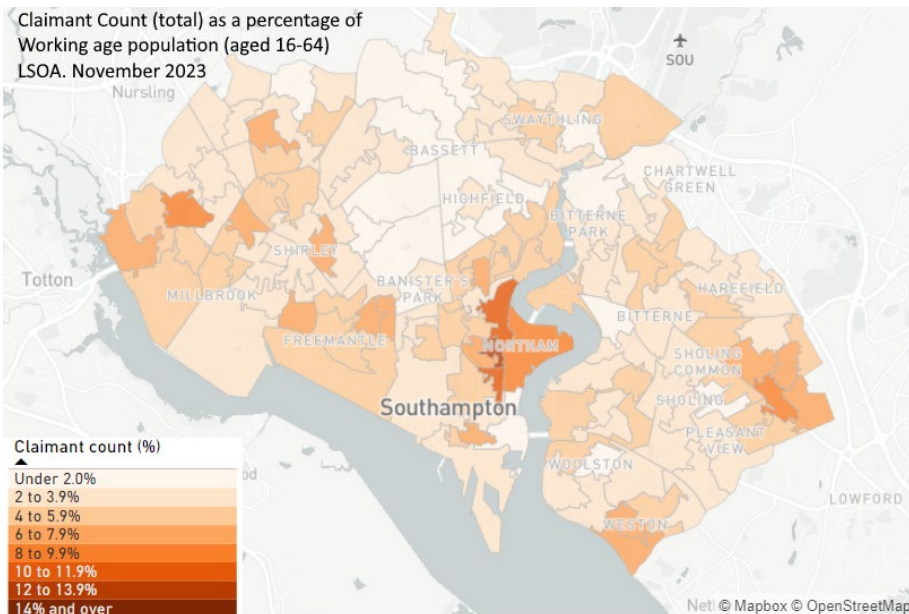 Claimant Count (total) as a percentage of
Working age population (aged 16-64)
LSOA. November 2023
SOU
Nursling
SWAYTHLING
BASSETT
CHARTWELL
GREEN
HIGHFIELD
BITTERNE
PARK
SHIRLEY
Totton
BANISTER'S
PARK
MILLBROOK
HAREFIELD
BITTERNE
FREEMANTLE
NORTHAM
SHOLING
COMMON
SHOLING
Southampton
PLEASANT
VIEW
Claimant count (%)
Under 2.0%
2 to 3.9%
4 to 5.9%
6 to 7.9%
8 to 9.9%
10 to 11.9%
12 to 13.9%
14% and over
WOOLSTON
LOWFORD
WESTON
© Mapbox © OpenStreetMap